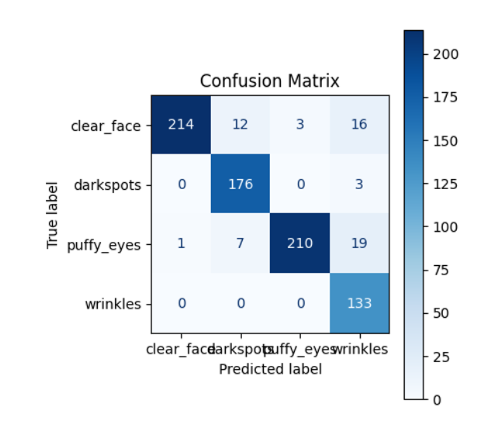 Confusion Matrix
True label
clear_face 214 12 3 16
darkspots 0 176 0 3
puffy_eyes 1 7 210 19
wrinkles 0 0 0 133
clear_face darkspots puffy_eyes wrinkles
Predicted label
200
175
150
125
100
75
50
25
0